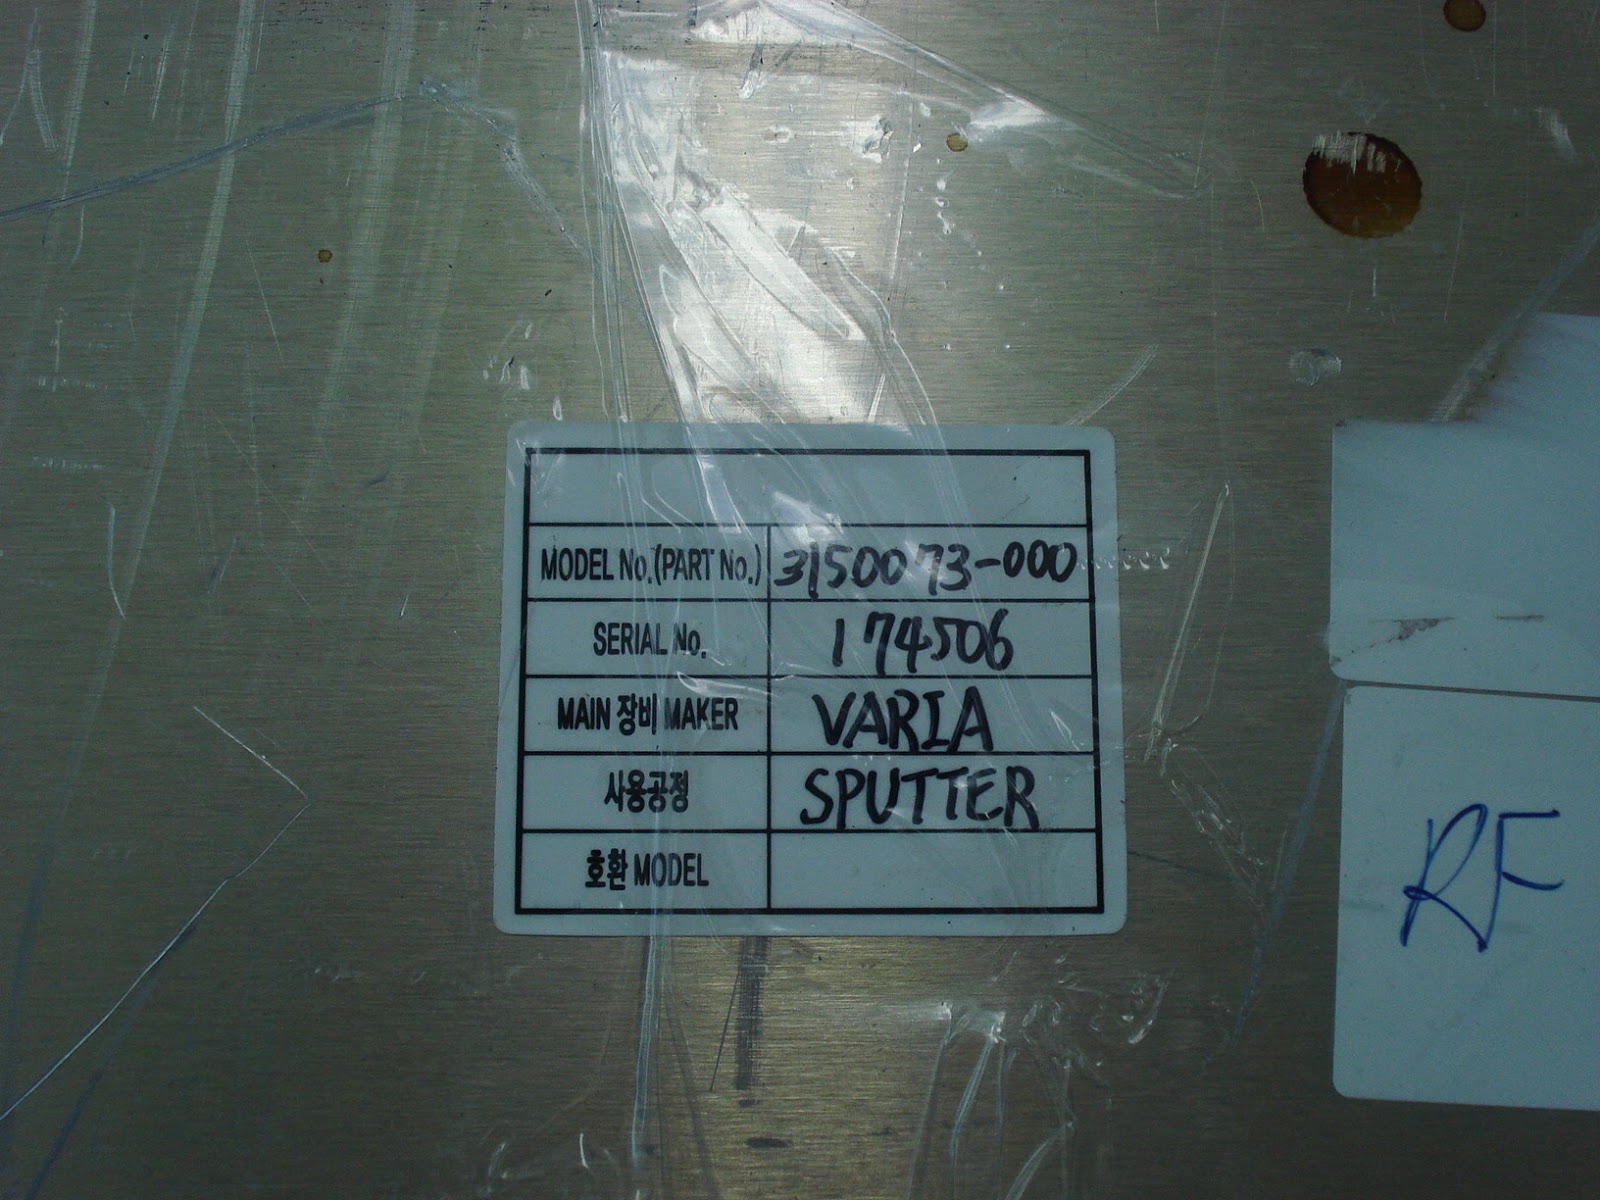 MODEL No.(PART No.) 3150073-000
SERIAL No. 174506
MAIN 장비 MAKER VARIA
사용공정 SPUTTER
호환 MODEL
RF